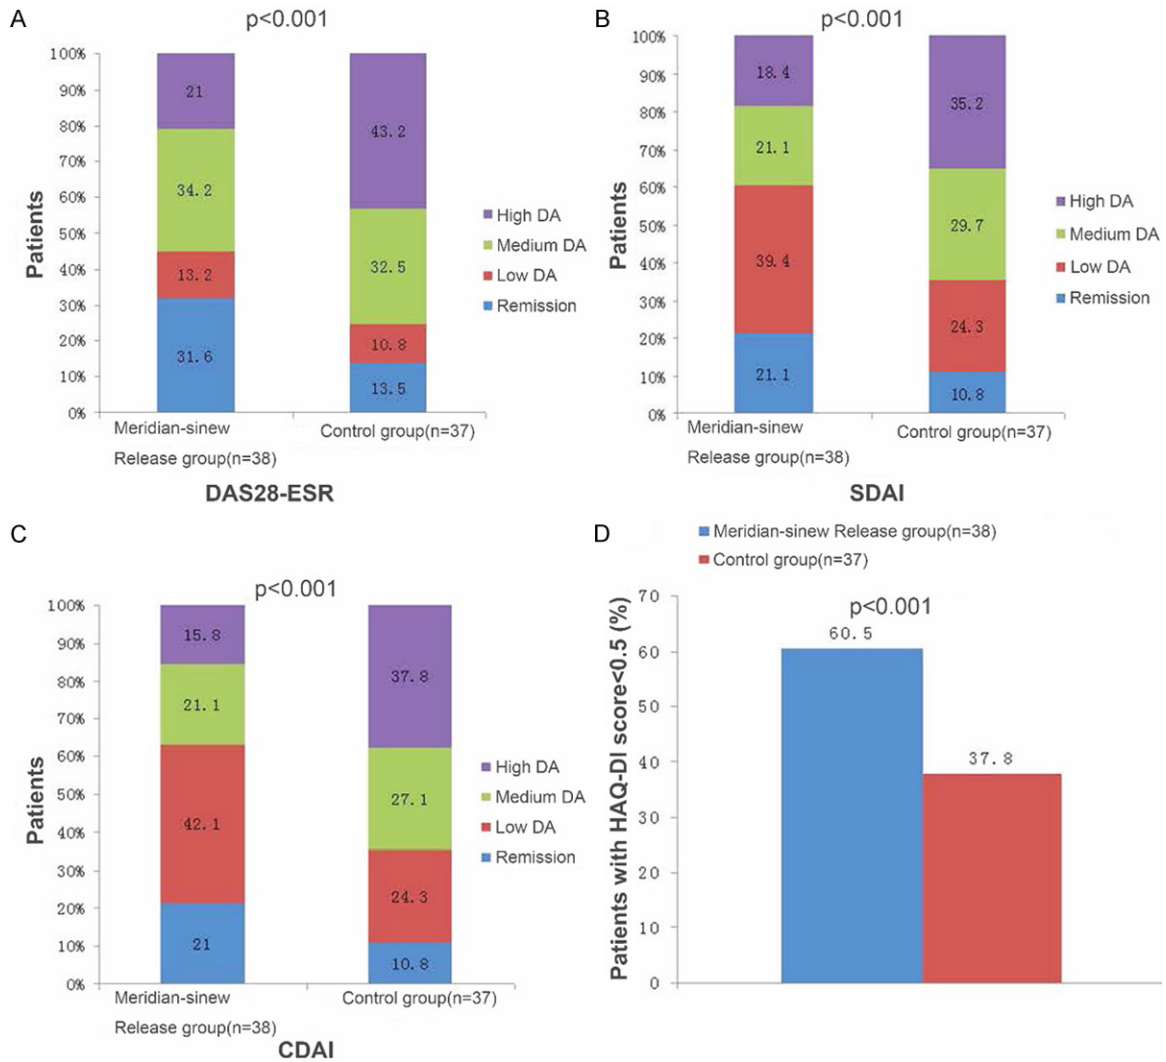 A
p<0.001
100%
90%
80%
70%
60%
50%
40%
30%
20%
10%
0%
Patients
21
34.2
13.2
31.6
43.2
32.5
10.8
13.5
High DA
Medium DA
Low DA
Remission
Meridian-sinew
Release group(n=38)
Control group(n=37)
DAS28-ESR
B
p<0.001
100%
90%
80%
70%
60%
50%
40%
30%
20%
10%
0%
Patients
18.4
21.1
39.4
21.1
35.2
29.7
24.3
10.8
High DA
Medium DA
Low DA
Remission
Meridian-sinew
Release group(n=38)
Control group(n=37)
SDAI
C
p<0.001
100%
90%
80%
70%
60%
50%
40%
30%
20%
10%
0%
Patients
15.8
21.1
42.1
21
37.8
27.1
24.3
10.8
High DA
Medium DA
Low DA
Remission
Meridian-sinew
Release group(n=38)
Control group(n=37)
CDAI
D
Meridian-sinew Release group(n=38)
Control group(n=37)
p<0.001
70
60
50
40
30
20
10
0
Patients with HAQ-DI score<0.5 (%)
60.5
37.8